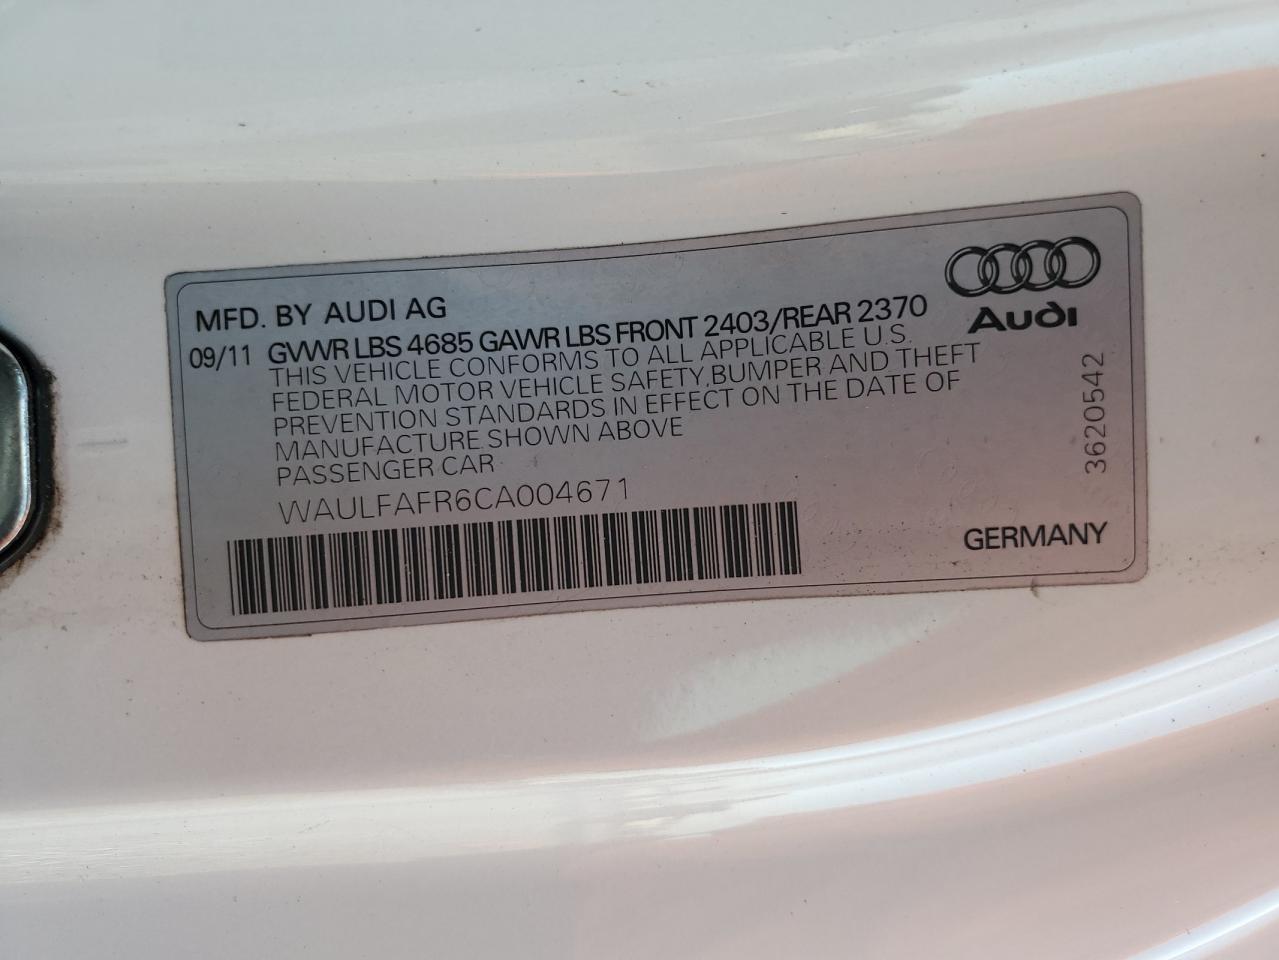 MFD. BY AUDI AG
09/11 GVWR LBS 4685 GAWR LBS FRONT 2403/REAR 2370
THIS VEHICLE CONFORMS TO ALL APPLICABLE U.S.
FEDERAL MOTOR VEHICLE SAFETY, BUMPER AND THEFT
PREVENTION STANDARDS IN EFFECT ON THE DATE OF
MANUFACTURE SHOWN ABOVE
PASSENGER CAR
WAULFAFR6CA004671
Audi
3620542
GERMANY